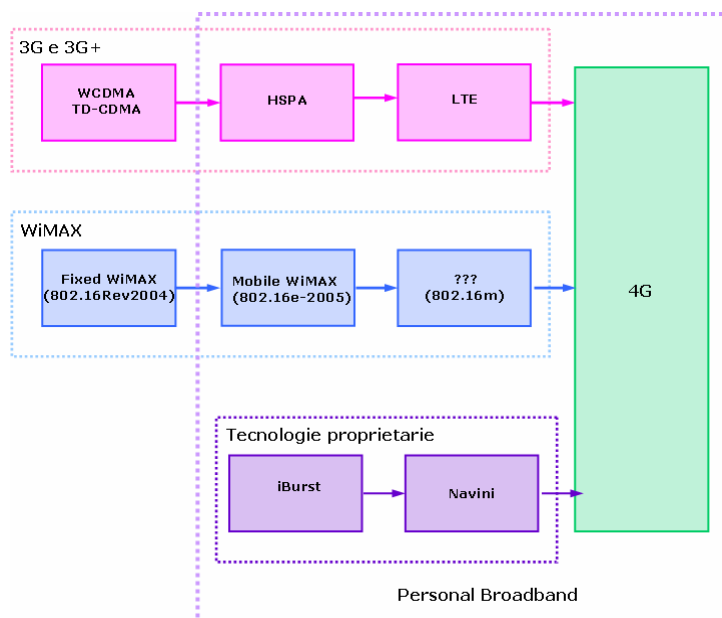 3G e 3G+
WCDMA
TD-CDMA
HSPA
LTE
WiMAX
Fixed WiMAX
(802.16Rev2004)
Mobile WiMAX
(802.16e-2005)
???
(802.16m)
4G
Tecnologie proprietarie
iBurst
Navini
Personal Broadband